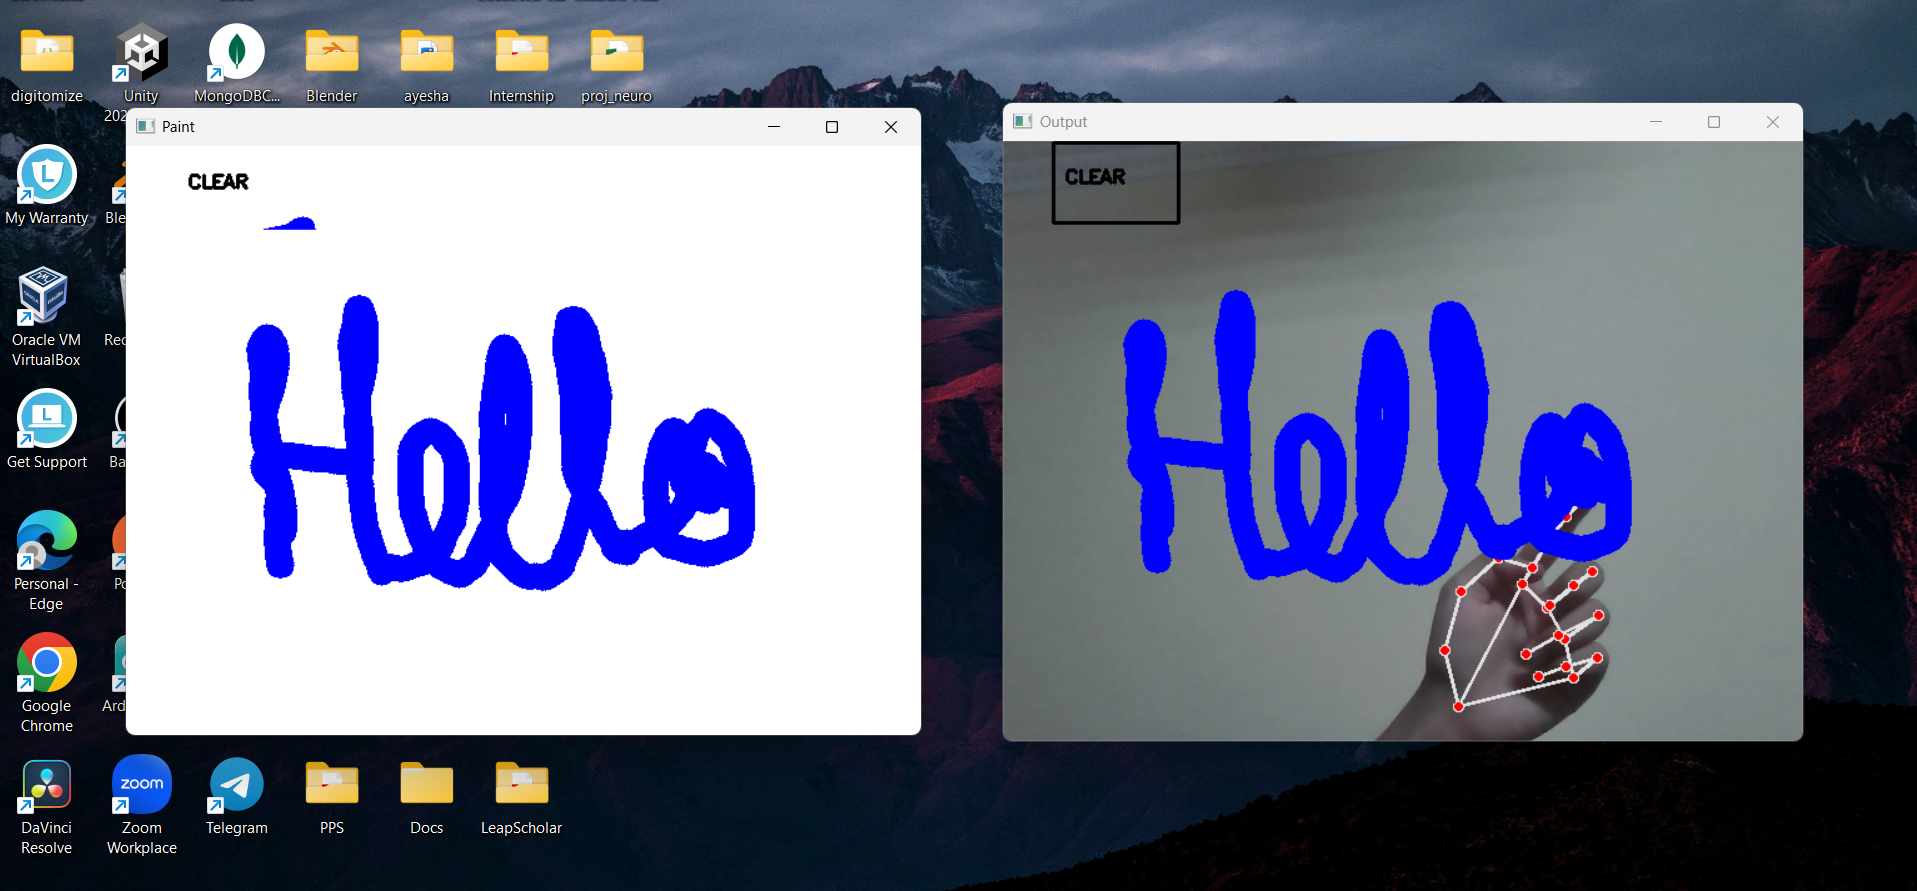 digitomize
Unity
MongoDBC...
Blender
ayesha
Internship
proj_neuro
202
Paint
Output
CLEAR
CLEAR
Hello
Hello
My Warranty
Ble
Oracle VM
VirtualBox
Rec
Get Support
Ba
Personal -
Edge
Po
Google
Chrome
Ard
DaVinci
Resolve
zoom
Zoom
Workplace
Telegram
PPS
Docs
LeapScholar